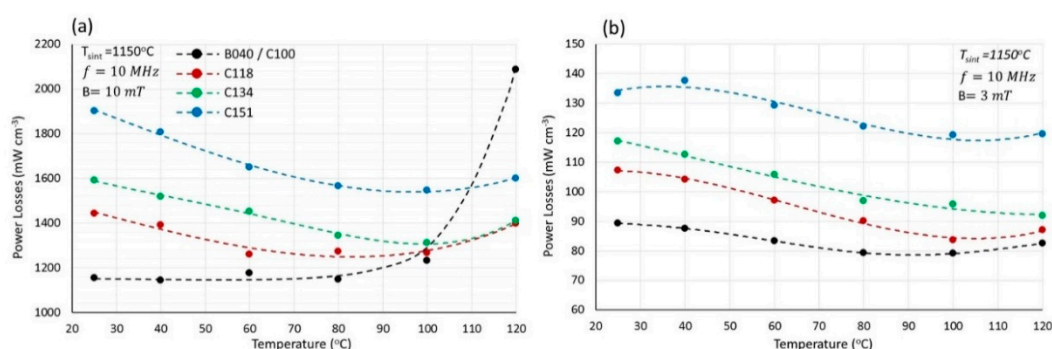 (a)
T_sint =1150°C
f = 10 MHz
B= 10 mT
B040 / C100
C118
C134
C151
Power Losses (mW cm⁻³)
2200
2000
1800
1600
1400
1200
1000
20 30 40 50 60 70 80 90 100 110 120
Temperature (°C)
(b)
T_sint =1150°C
f = 10 MHz
B= 3 mT
Power Losses (mW cm⁻³)
150
140
130
120
110
100
90
80
70
60
20 30 40 50 60 70 80 90 100 110 120
Temperature (°C)